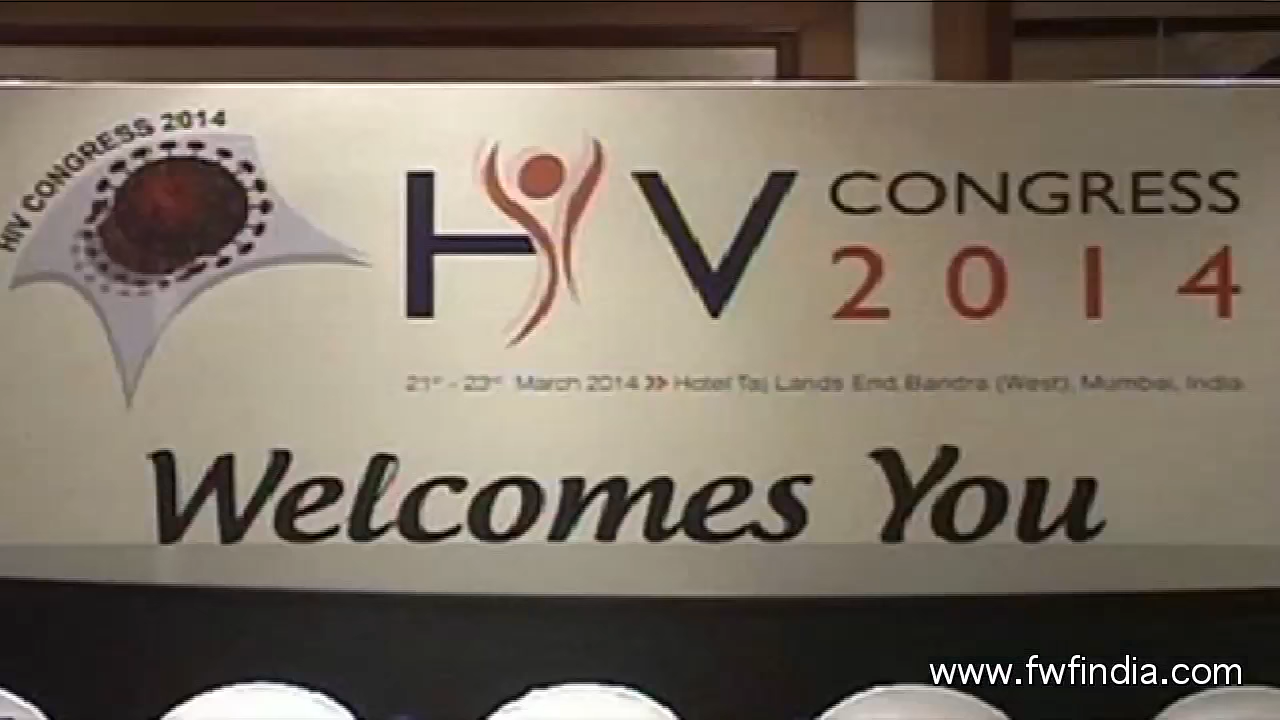 HIV CONGRESS 2014
HIV CONGRESS
2014
21st - 23rd March 2014 >> Hotel Taj Lands End, Bandra (West), Mumbai, India
Welcomes You
www.fwfindia.com